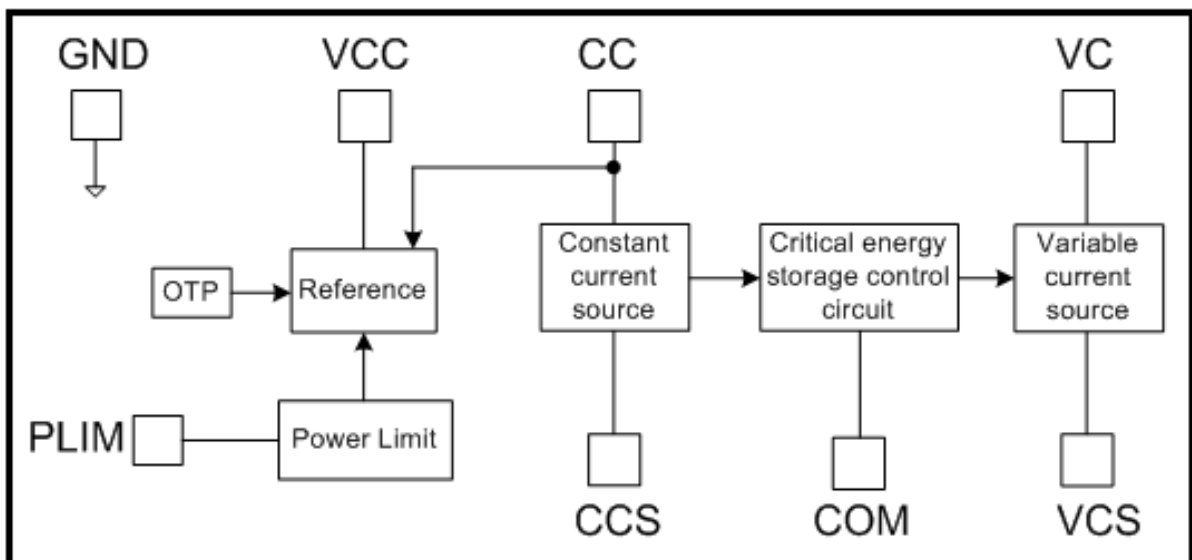 GND
VCC
CC
VC
Constant
current
source
Critical energy
storage control
circuit
Variable
current
source
OTP
Reference
PLIM
Power Limit
CCS
COM
VCS